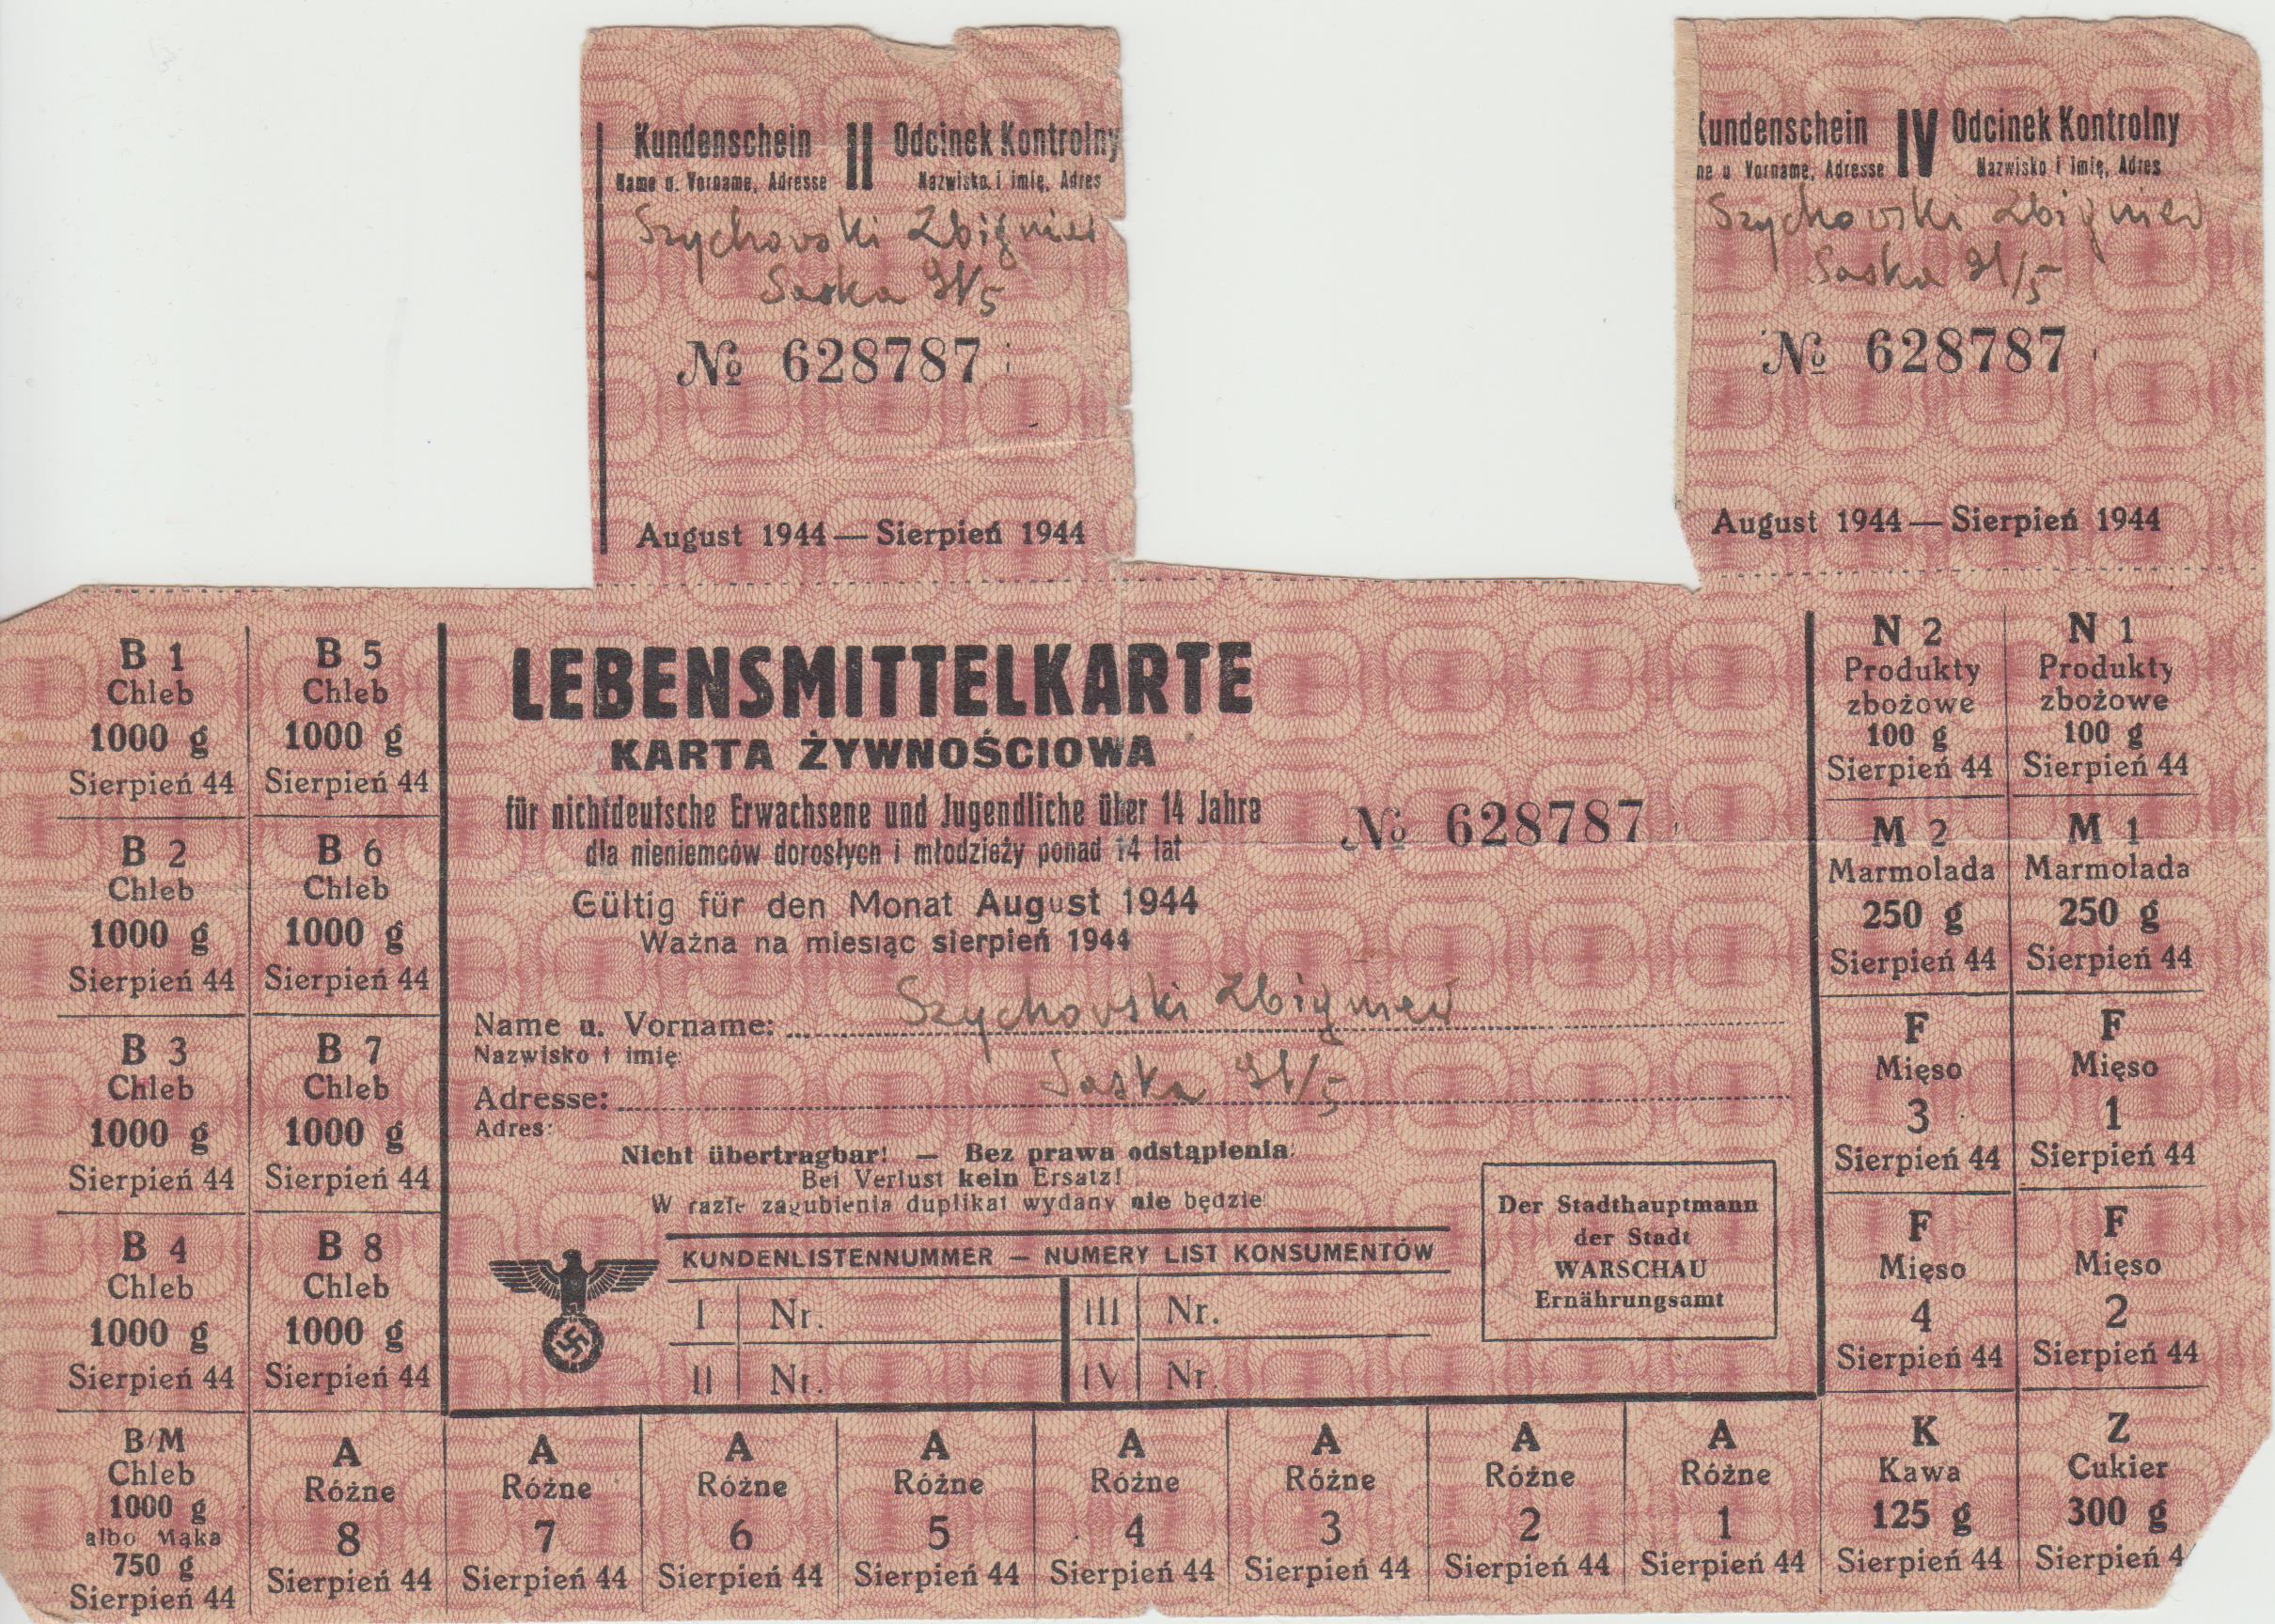 Kundenschein II Odcinek Kontrolny
Name u. Vorname, Adresse Nazwisko i imię, Adres
Szychowski Zbigniew
Saska 91/5
№ 628787
August 1944 — Sierpień 1944
Kundenschein IV Odcinek Kontrolny
ne u Vorname, Adresse Nazwisko i imię, Adres
Szychowski Zbigniew
Saska 91/5
№ 628787
August 1944 — Sierpień 1944
B 1
Chleb
1000 g
Sierpień 44
B 5
Chleb
1000 g
Sierpień 44
B 2
Chleb
1000 g
Sierpień 44
B 6
Chleb
1000 g
Sierpień 44
B 3
Chleb
1000 g
Sierpień 44
B 7
Chleb
1000 g
Sierpień 44
B 4
Chleb
1000 g
Sierpień 44
B 8
Chleb
1000 g
Sierpień 44
LEBENSMITTELKARTE
KARTA ŻYWNOŚCIOWA
für nichtdeutsche Erwachsene und Jugendliche über 14 Jahre
dla nieniemców dorosłych i młodzieży ponad 14 lat
№ 628787
Gültig für den Monat August 1944
Ważna na miesiąc sierpień 1944
Name u. Vorname: Szychowski Zbigniew
Nazwisko i imię:
Adresse: Saska 91/5
Adres:
Nicht übertragbar! — Bez prawa odstąpienia!
Bei Verlust kein Ersatz!
W razie zagubienia duplikat wydany nie będzie!
KUNDENLISTENNUMMER — NUMERY LIST KONSUMENTÓW
I Nr. III Nr.
II Nr. IV Nr.
Der Stadthauptmann
der Stadt
WARSCHAU
Ernährungsamt
N 2
Produkty
zbożowe
100 g
Sierpień 44
N 1
Produkty
zbożowe
100 g
Sierpień 44
M 2
Marmolada
250 g
Sierpień 44
M 1
Marmolada
250 g
Sierpień 44
F
Mięso
3
Sierpień 44
F
Mięso
1
Sierpień 44
F
Mięso
4
Sierpień 44
F
Mięso
2
Sierpień 44
B/M
Chleb
1000 g
albo Mąka
750 g
Sierpień 44
A
Różne
8
Sierpień 44
A
Różne
7
Sierpień 44
A
Różne
6
Sierpień 44
A
Różne
5
Sierpień 44
A
Różne
4
Sierpień 44
A
Różne
3
Sierpień 44
A
Różne
2
Sierpień 44
A
Różne
1
Sierpień 44
K
Kawa
125 g
Sierpień 44
Z
Cukier
300 g
Sierpień 4